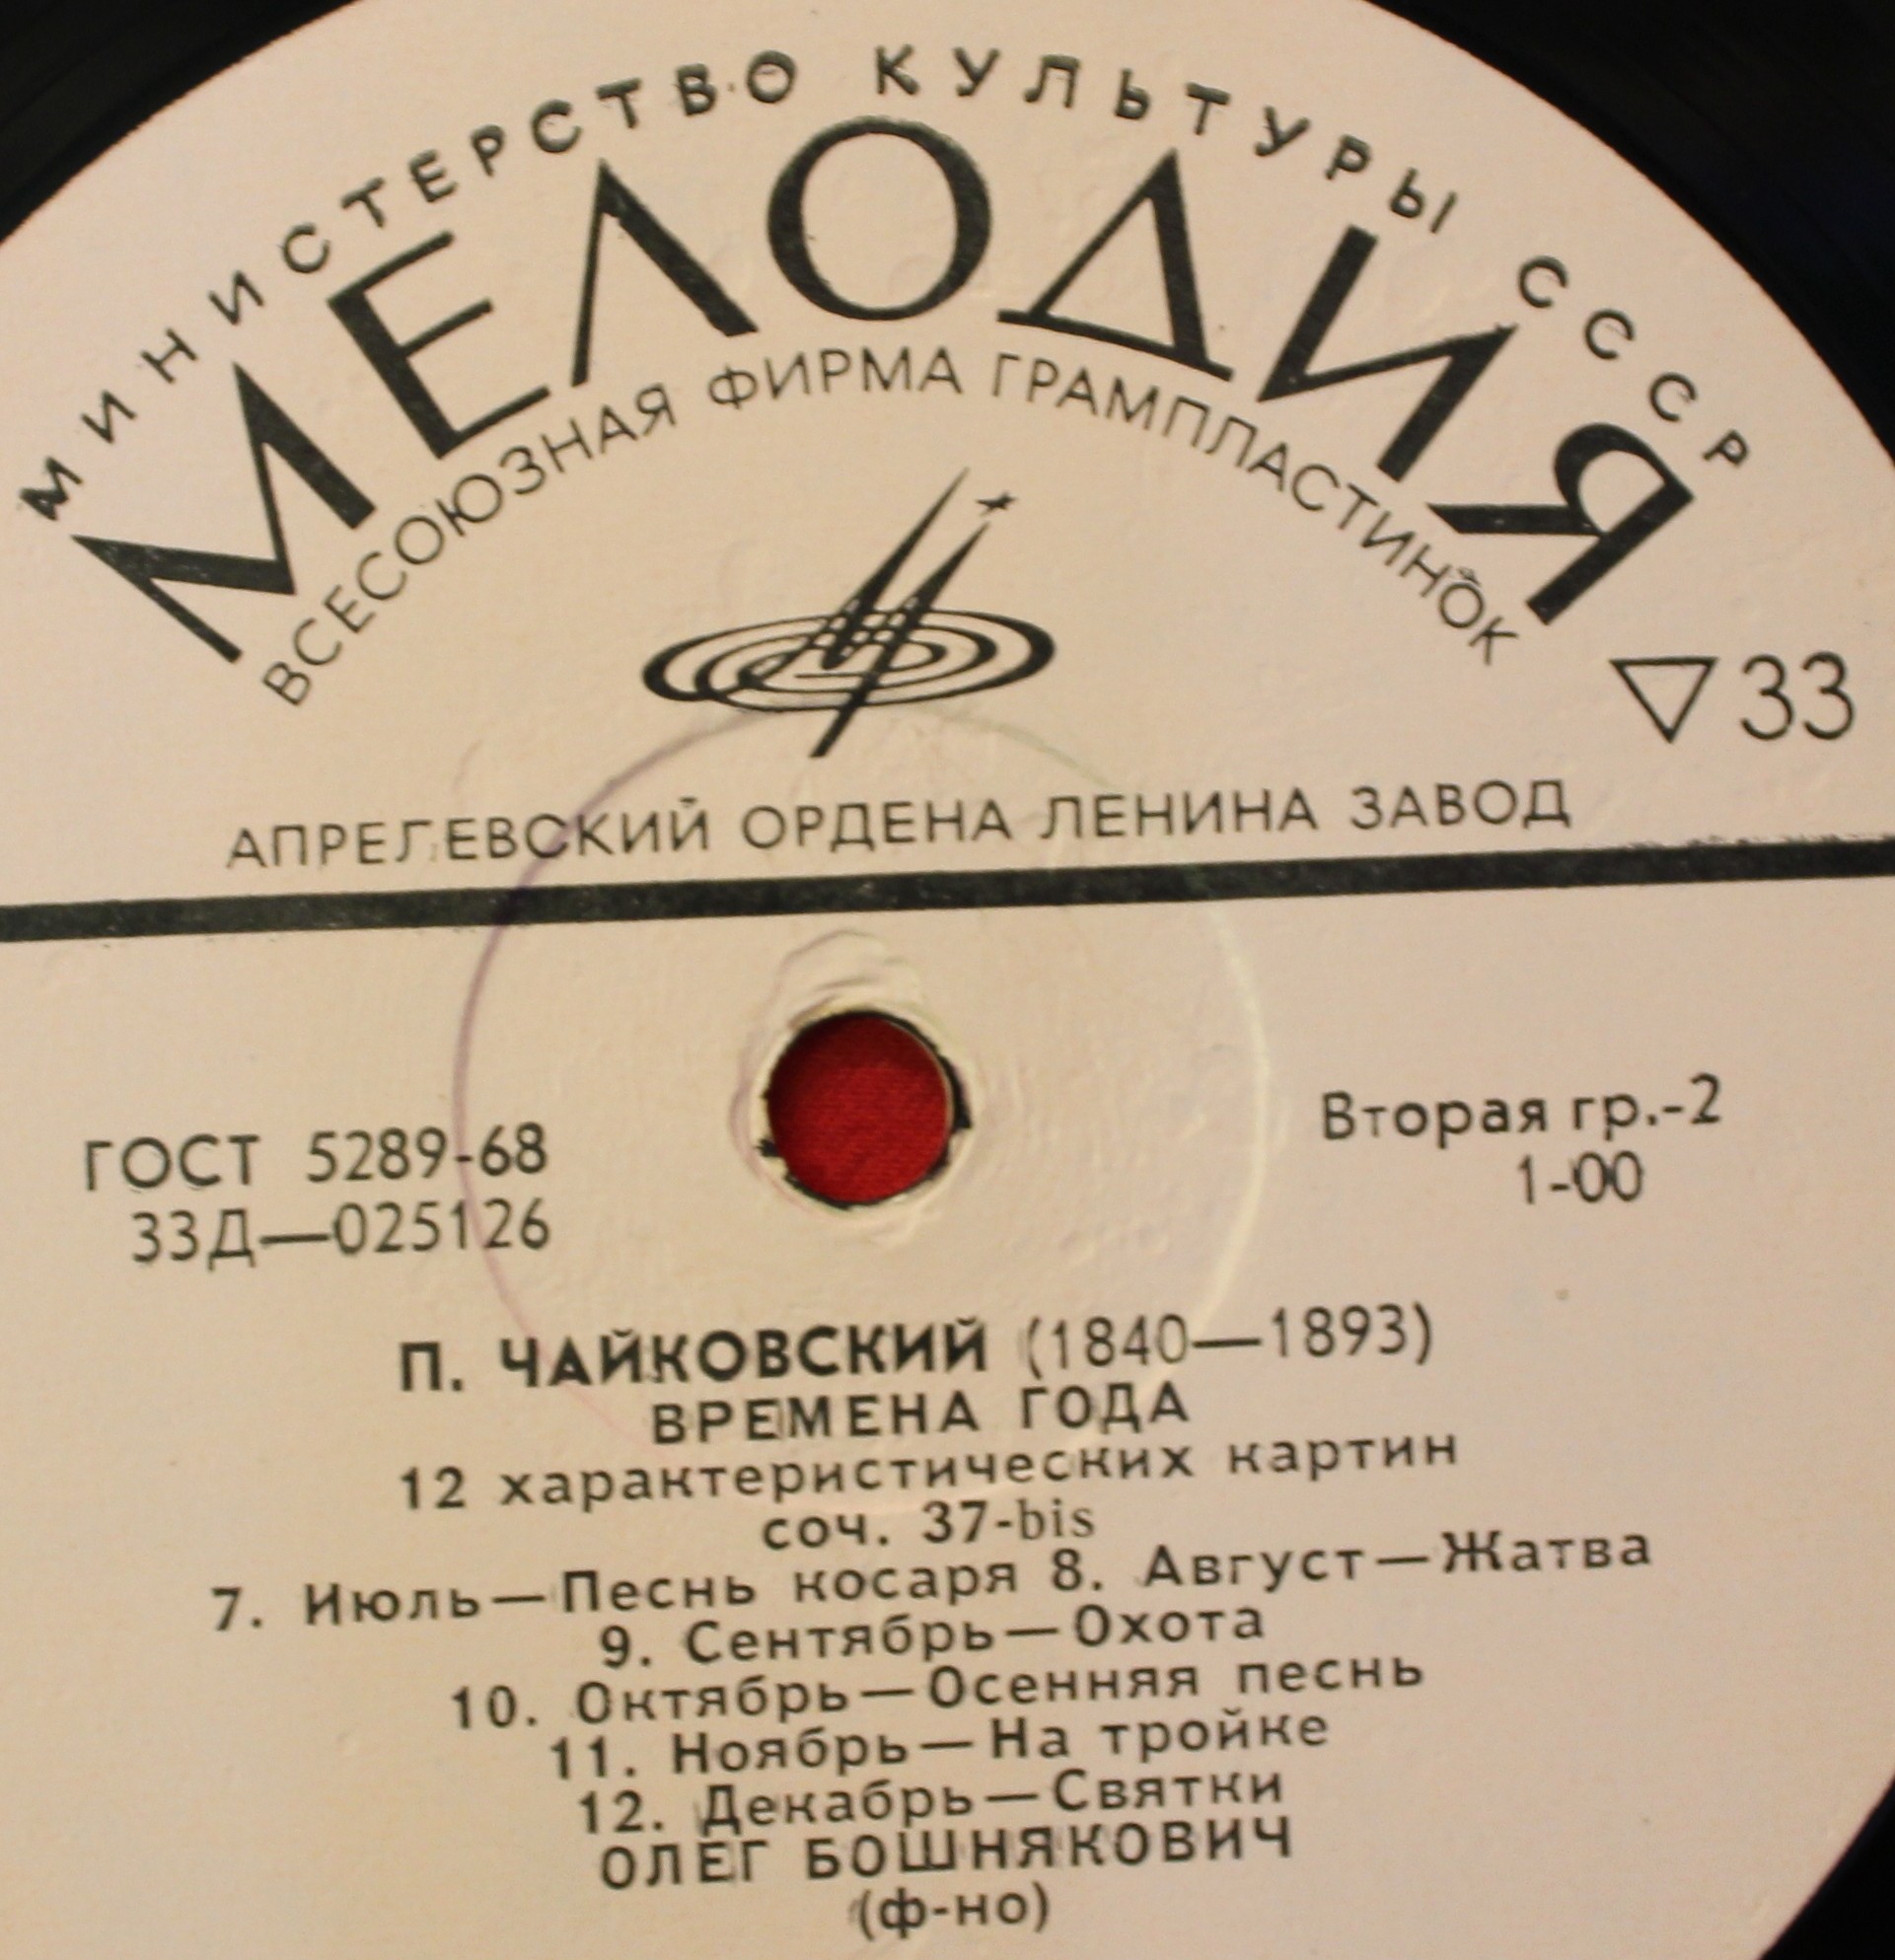 МИНИСТЕРСТВО КУЛЬТУРЫ СССР
МЕЛОДИЯ
ВСЕСОЮЗНАЯ ФИРМА ГРАМПЛАСТИНОК
▽33
АПРЕЛЕВСКИЙ ОРДЕНА ЛЕНИНА ЗАВОД
ГОСТ 5289-68
33Д—025126
Вторая гр.-2
1-00
П. ЧАЙКОВСКИЙ (1840—1893)
ВРЕМЕНА ГОДА
12 характеристических картин
соч. 37-bis
7. Июль—Песнь косаря 8. Август—Жатва
9. Сентябрь—Охота
10. Октябрь—Осенняя песнь
11. Ноябрь—На тройке
12. Декабрь—Святки
ОЛЕГ БОШНЯКОВИЧ
(ф-но)